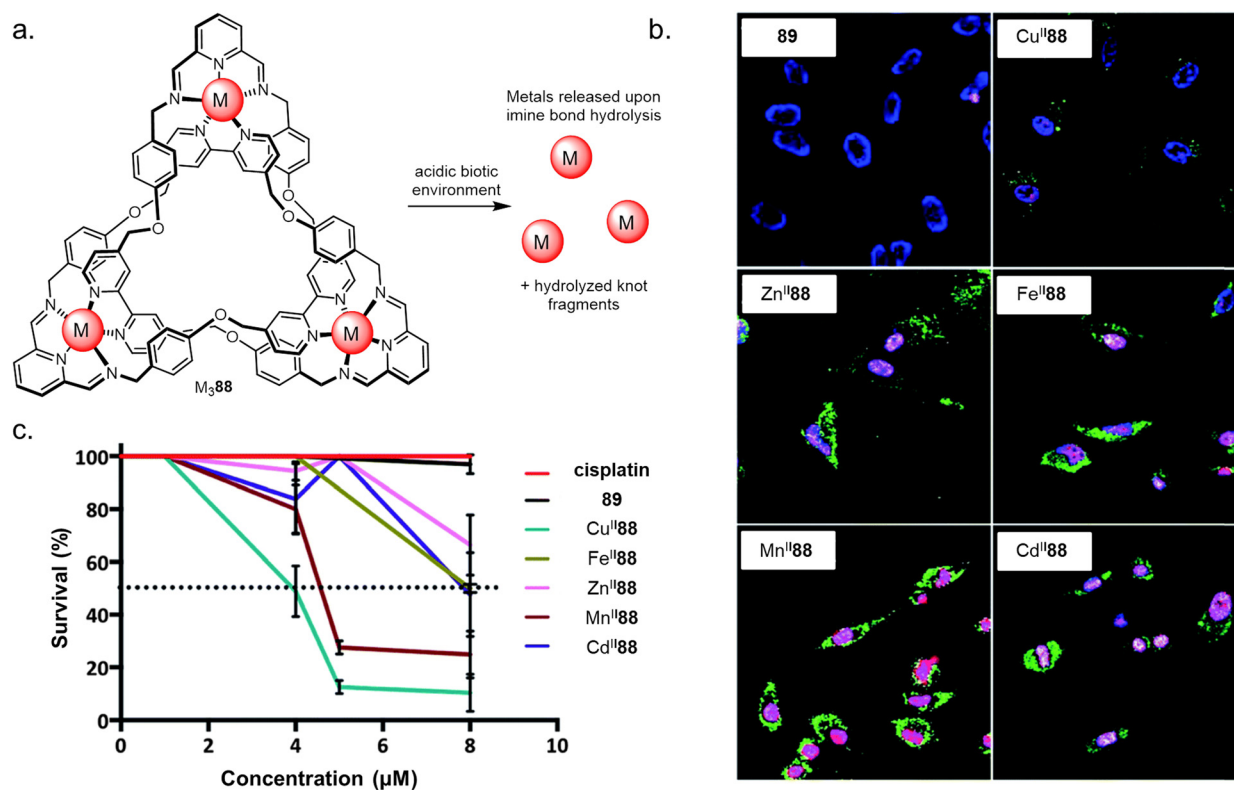 a.
N
N
N
M
N
N
O
O
O
O
N
N
N
N
N
M
O
O
N
N
N
M
N
N
M₃88
acidic biotic
environment
Metals released upon
imine bond hydrolysis
M
M
M
+ hydrolyzed knot
fragments
b.
89
Cuᴵᴵ88
Znᴵᴵ88
Feᴵᴵ88
Mnᴵᴵ88
Cdᴵᴵ88
c.
Survival (%)
100
80
60
40
20
0
0
2
4
6
8
10
Concentration (µM)
cisplatin
89
Cuᴵᴵ88
Feᴵᴵ88
Znᴵᴵ88
Mnᴵᴵ88
Cdᴵᴵ88